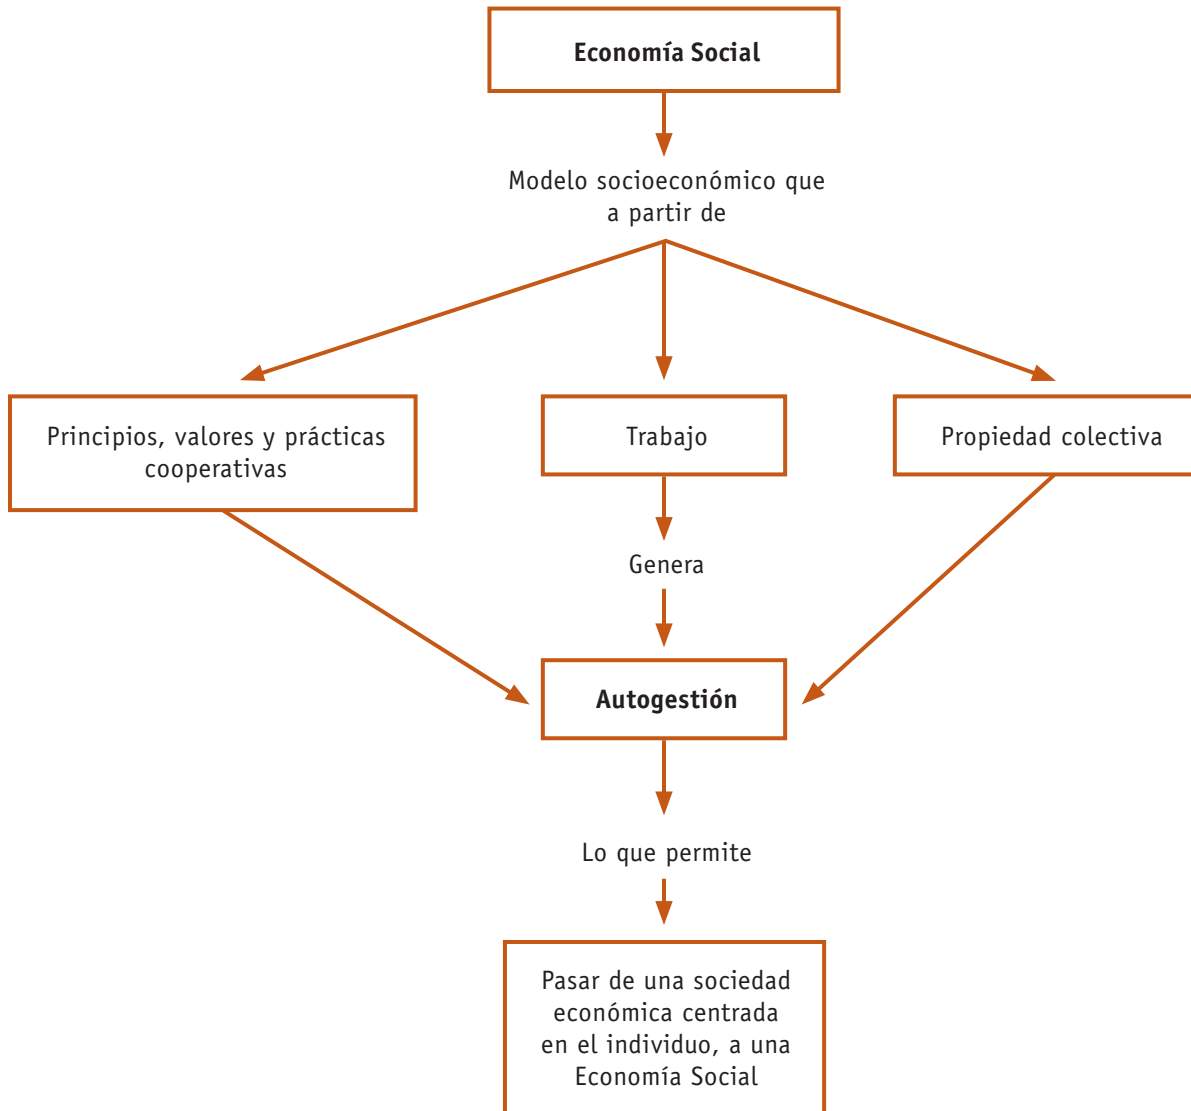 Economía Social
Modelo socioeconómico que
a partir de
Principios, valores y prácticas
cooperativas
Trabajo
Propiedad colectiva
Genera
Autogestión
Lo que permite
Pasar de una sociedad
económica centrada
en el individuo, a una
Economía Social